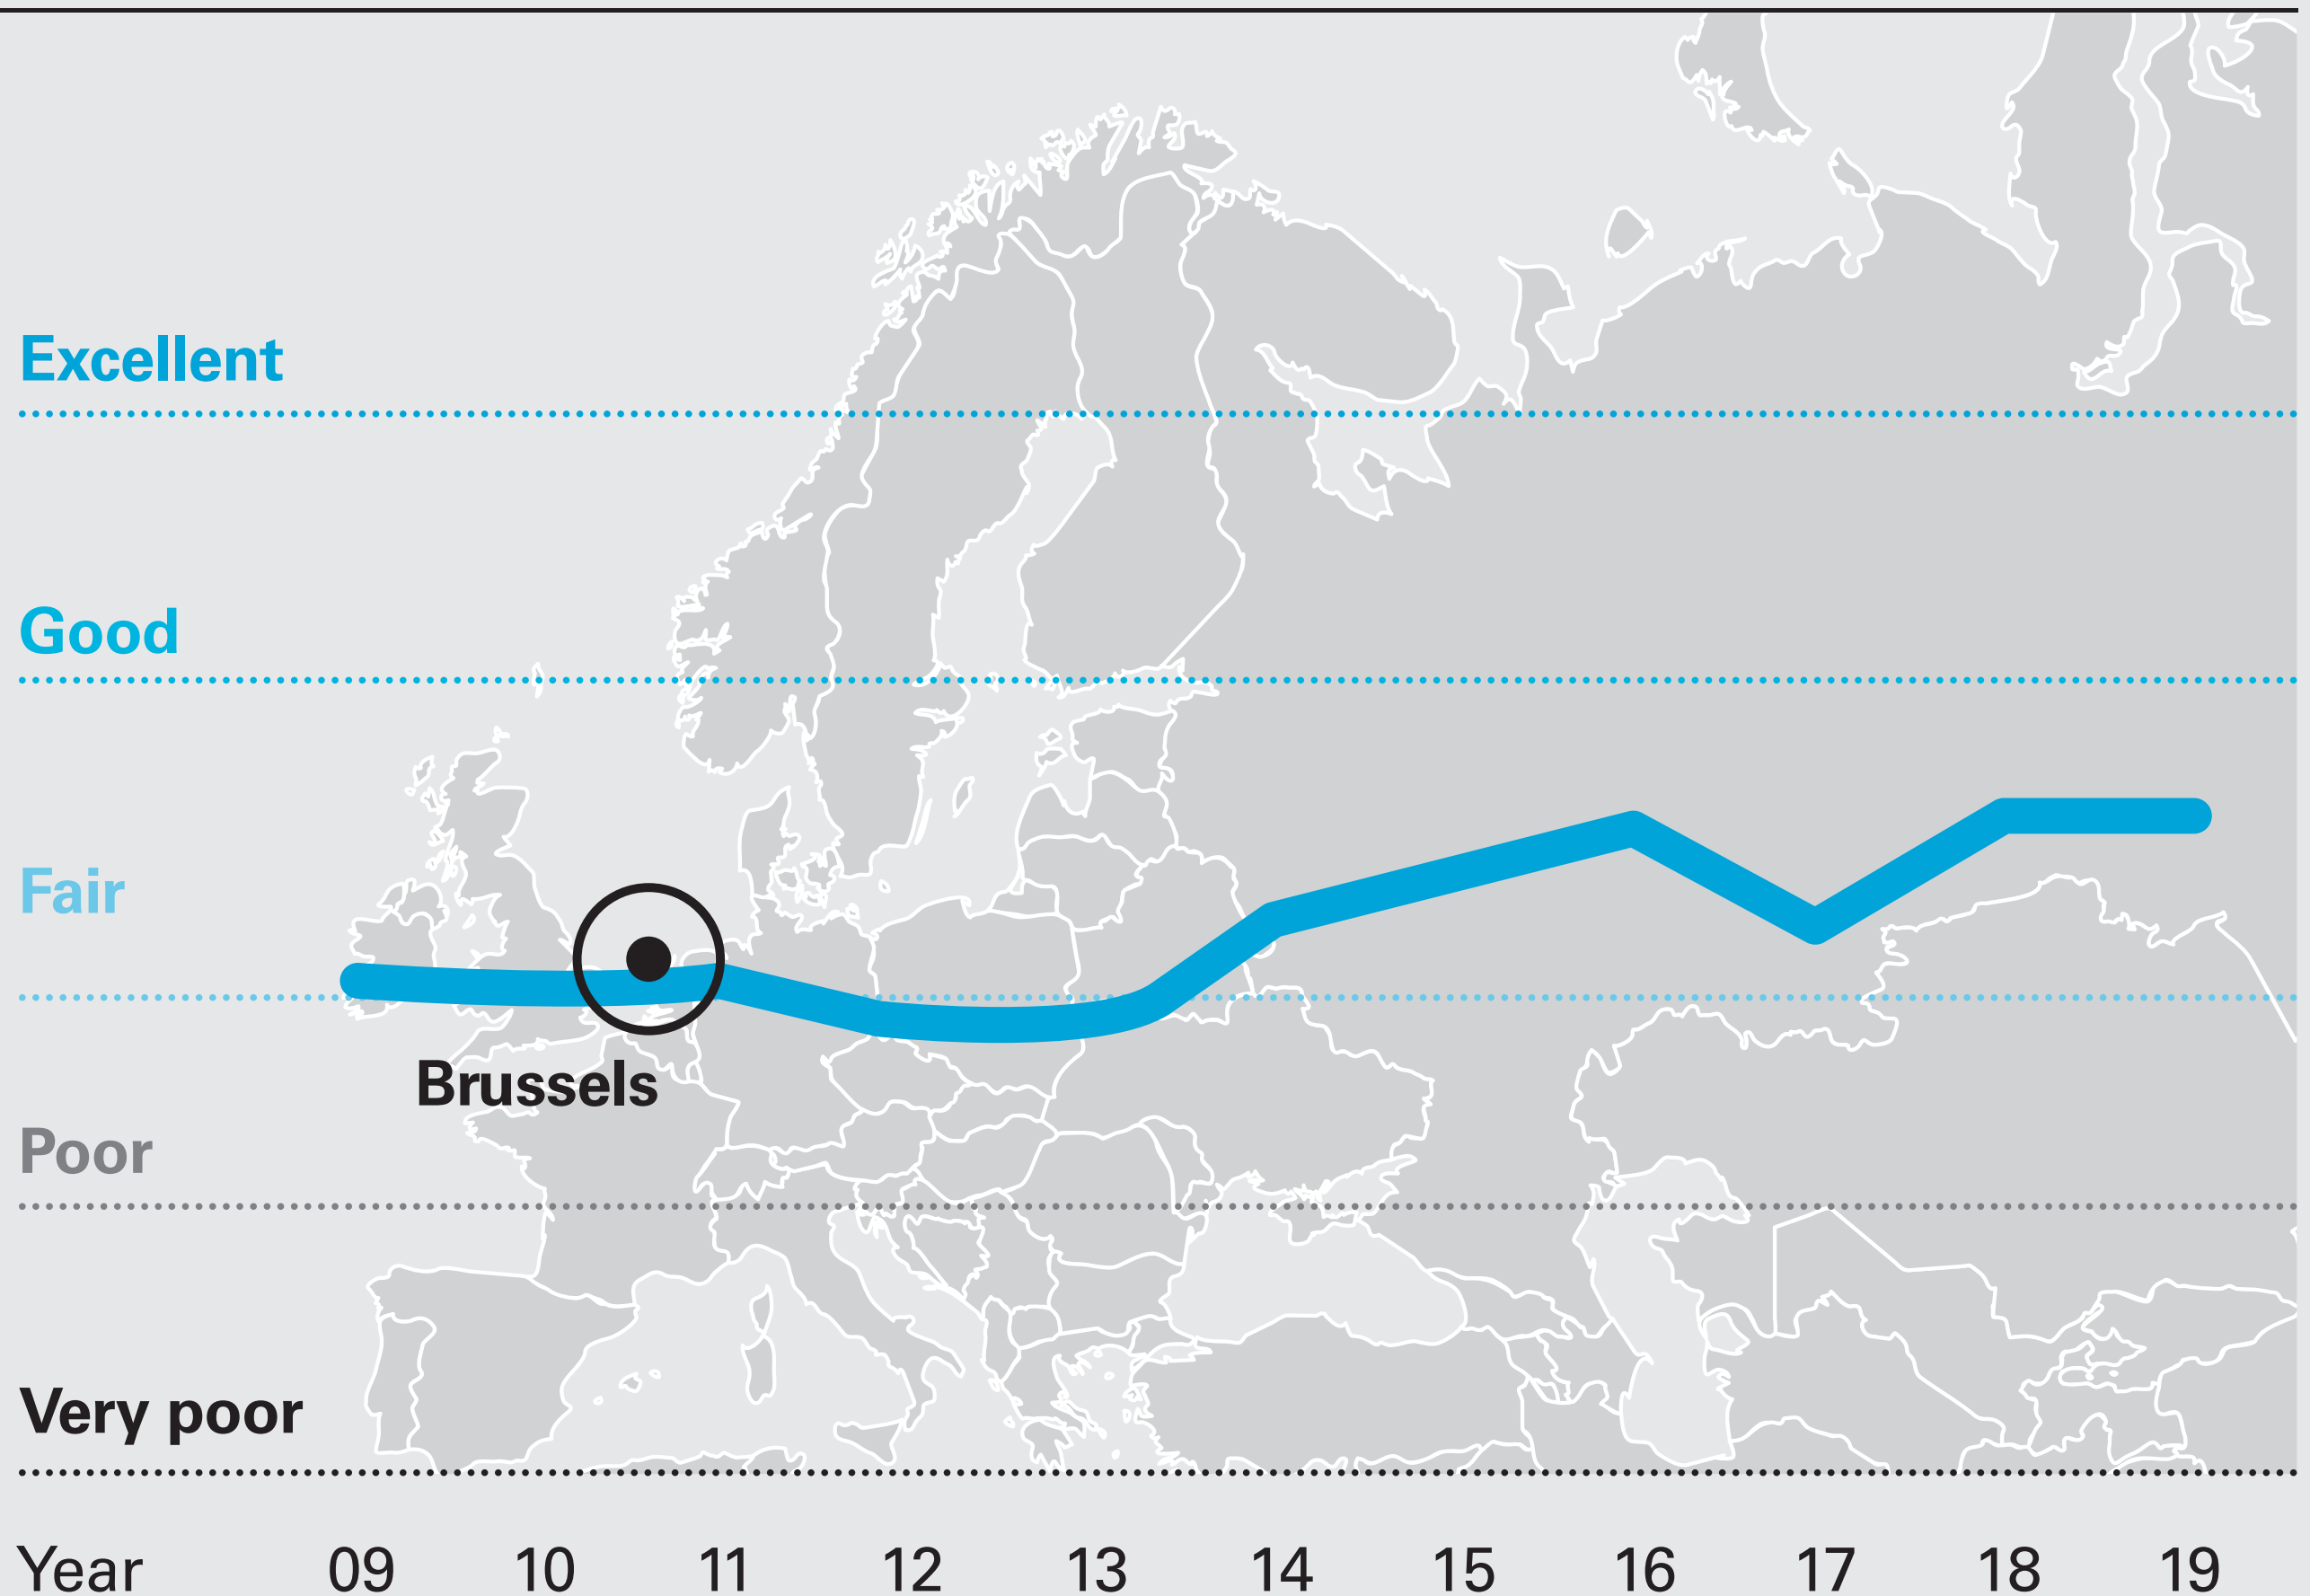 Excellent
Good
Fair
Brussels
Poor
Very poor
Year 09 10 11 12 13 14 15 16 17 18 19